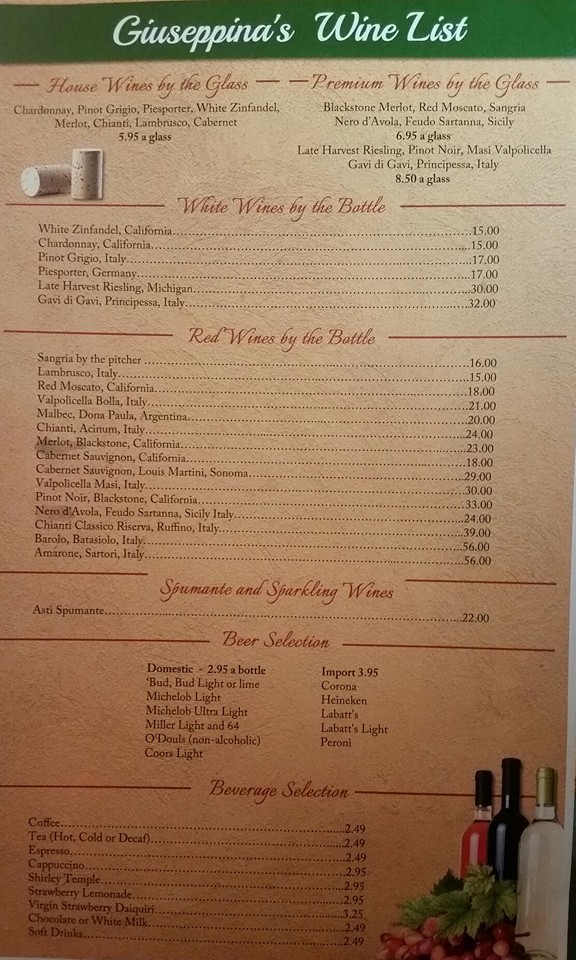 Giuseppina's Wine List
House Wines by the Glass
Chardonnay, Pinot Grigio, Piesporter, White Zinfandel,
Merlot, Chianti, Lambrusco, Cabernet
5.95 a glass
Premium Wines by the Glass
Blackstone Merlot, Red Moscato, Sangria
Nero d'Avola, Feudo Sartanna, Sicily
6.95 a glass
Late Harvest Riesling, Pinot Noir, Masi Valpolicella
Gavi di Gavi, Principessa, Italy
8.50 a glass
White Wines by the Bottle
White Zinfandel, California 15.00
Chardonnay, California 15.00
Pinot Grigio, Italy 17.00
Piesporter, Germany 17.00
Late Harvest Riesling, Michigan 30.00
Gavi di Gavi, Principessa, Italy 32.00
Red Wines by the Bottle
Sangria by the pitcher 16.00
Lambrusco, Italy 15.00
Red Moscato, California 18.00
Valpolicella Bolla, Italy 21.00
Malbec, Dona Paula, Argentina 20.00
Chianti, Acinum, Italy 24.00
Merlot, Blackstone, California 23.00
Cabernet Sauvignon, California 18.00
Cabernet Sauvignon, Louis Martini, Sonoma 29.00
Valpolicella Masi, Italy 30.00
Pinot Noir, Blackstone, California 33.00
Nero d'Avola, Feudo Sartanna, Sicily Italy 24.00
Chianti Classico Riserva, Ruffino, Italy 39.00
Barolo, Batasiolo, Italy 56.00
Amarone, Sartori, Italy 56.00
Spumante and Sparkling Wines
Asti Spumante 22.00
Beer Selection
Domestic - 2.95 a bottle
'Bud, Bud Light or lime
Michelob Light
Michelob Ultra Light
Miller Light and 64
O'Douls (non-alcoholic)
Coors Light
Import 3.95
Corona
Heineken
Labatt's
Labatt's Light
Peroni
Beverage Selection
Coffee 2.49
Tea (Hot, Cold or Decaf) 2.49
Espresso 2.49
Cappuccino 2.95
Shirley Temple 2.95
Strawberry Lemonade 2.95
Virgin Strawberry Daiquiri 3.25
Chocolate or White Milk 2.49
Soft Drinks 2.49